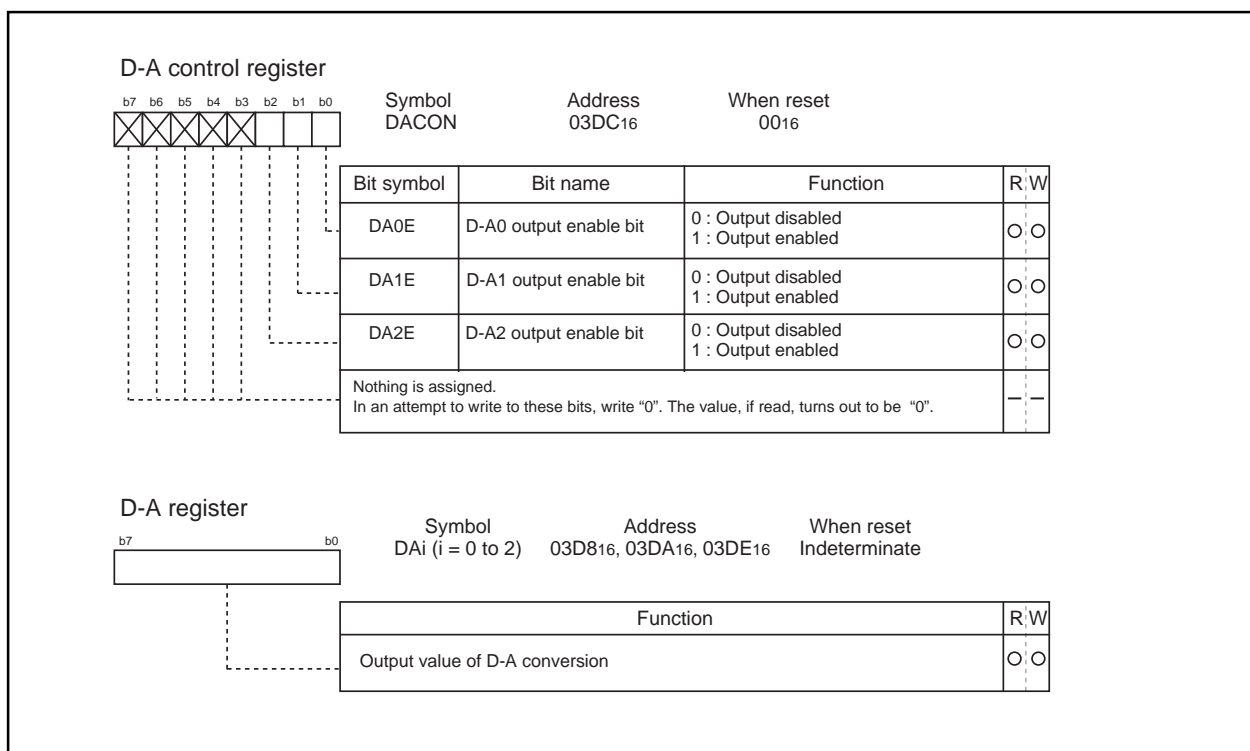 D-A control register
b7 b6 b5 b4 b3 b2 b1 b0
Symbol Address When reset
DACON 03DC16 0016
Bit symbol Bit name Function R W
DA0E D-A0 output enable bit 0 : Output disabled
1 : Output enabled
DA1E D-A1 output enable bit 0 : Output disabled
1 : Output enabled
DA2E D-A2 output enable bit 0 : Output disabled
1 : Output enabled
Nothing is assigned.
In an attempt to write to these bits, write “0”. The value, if read, turns out to be “0”.
D-A register
b7 b0
Symbol Address When reset
DAi (i = 0 to 2) 03D816, 03DA16, 03DE16 Indeterminate
Function R W
Output value of D-A conversion